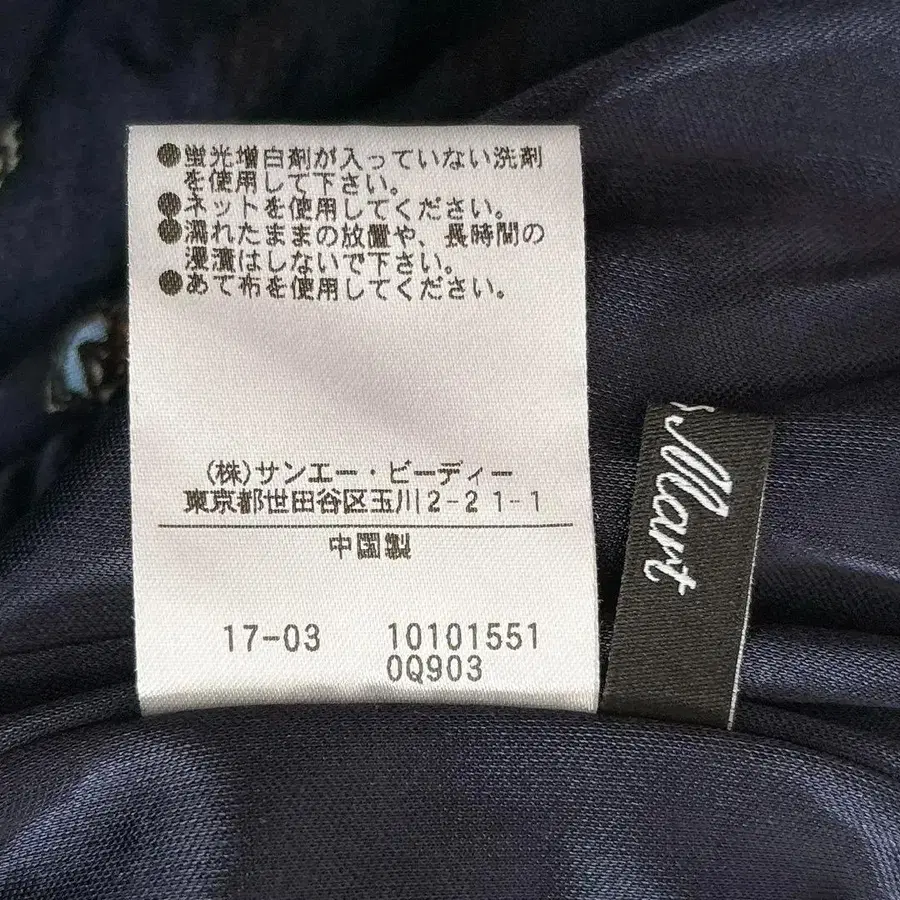 ●蛍光増白剤が入っていない洗剤
を使用して下さい。
●ネットを使用してください。
●濡れたままの放置や、長時間の
浸漬はしないで下さい。
●あて布を使用してください。
(株)サンエー・ビーディー
東京都世田谷区玉川2-21-1
中国製
17-03 10101551
0Q903
Mart